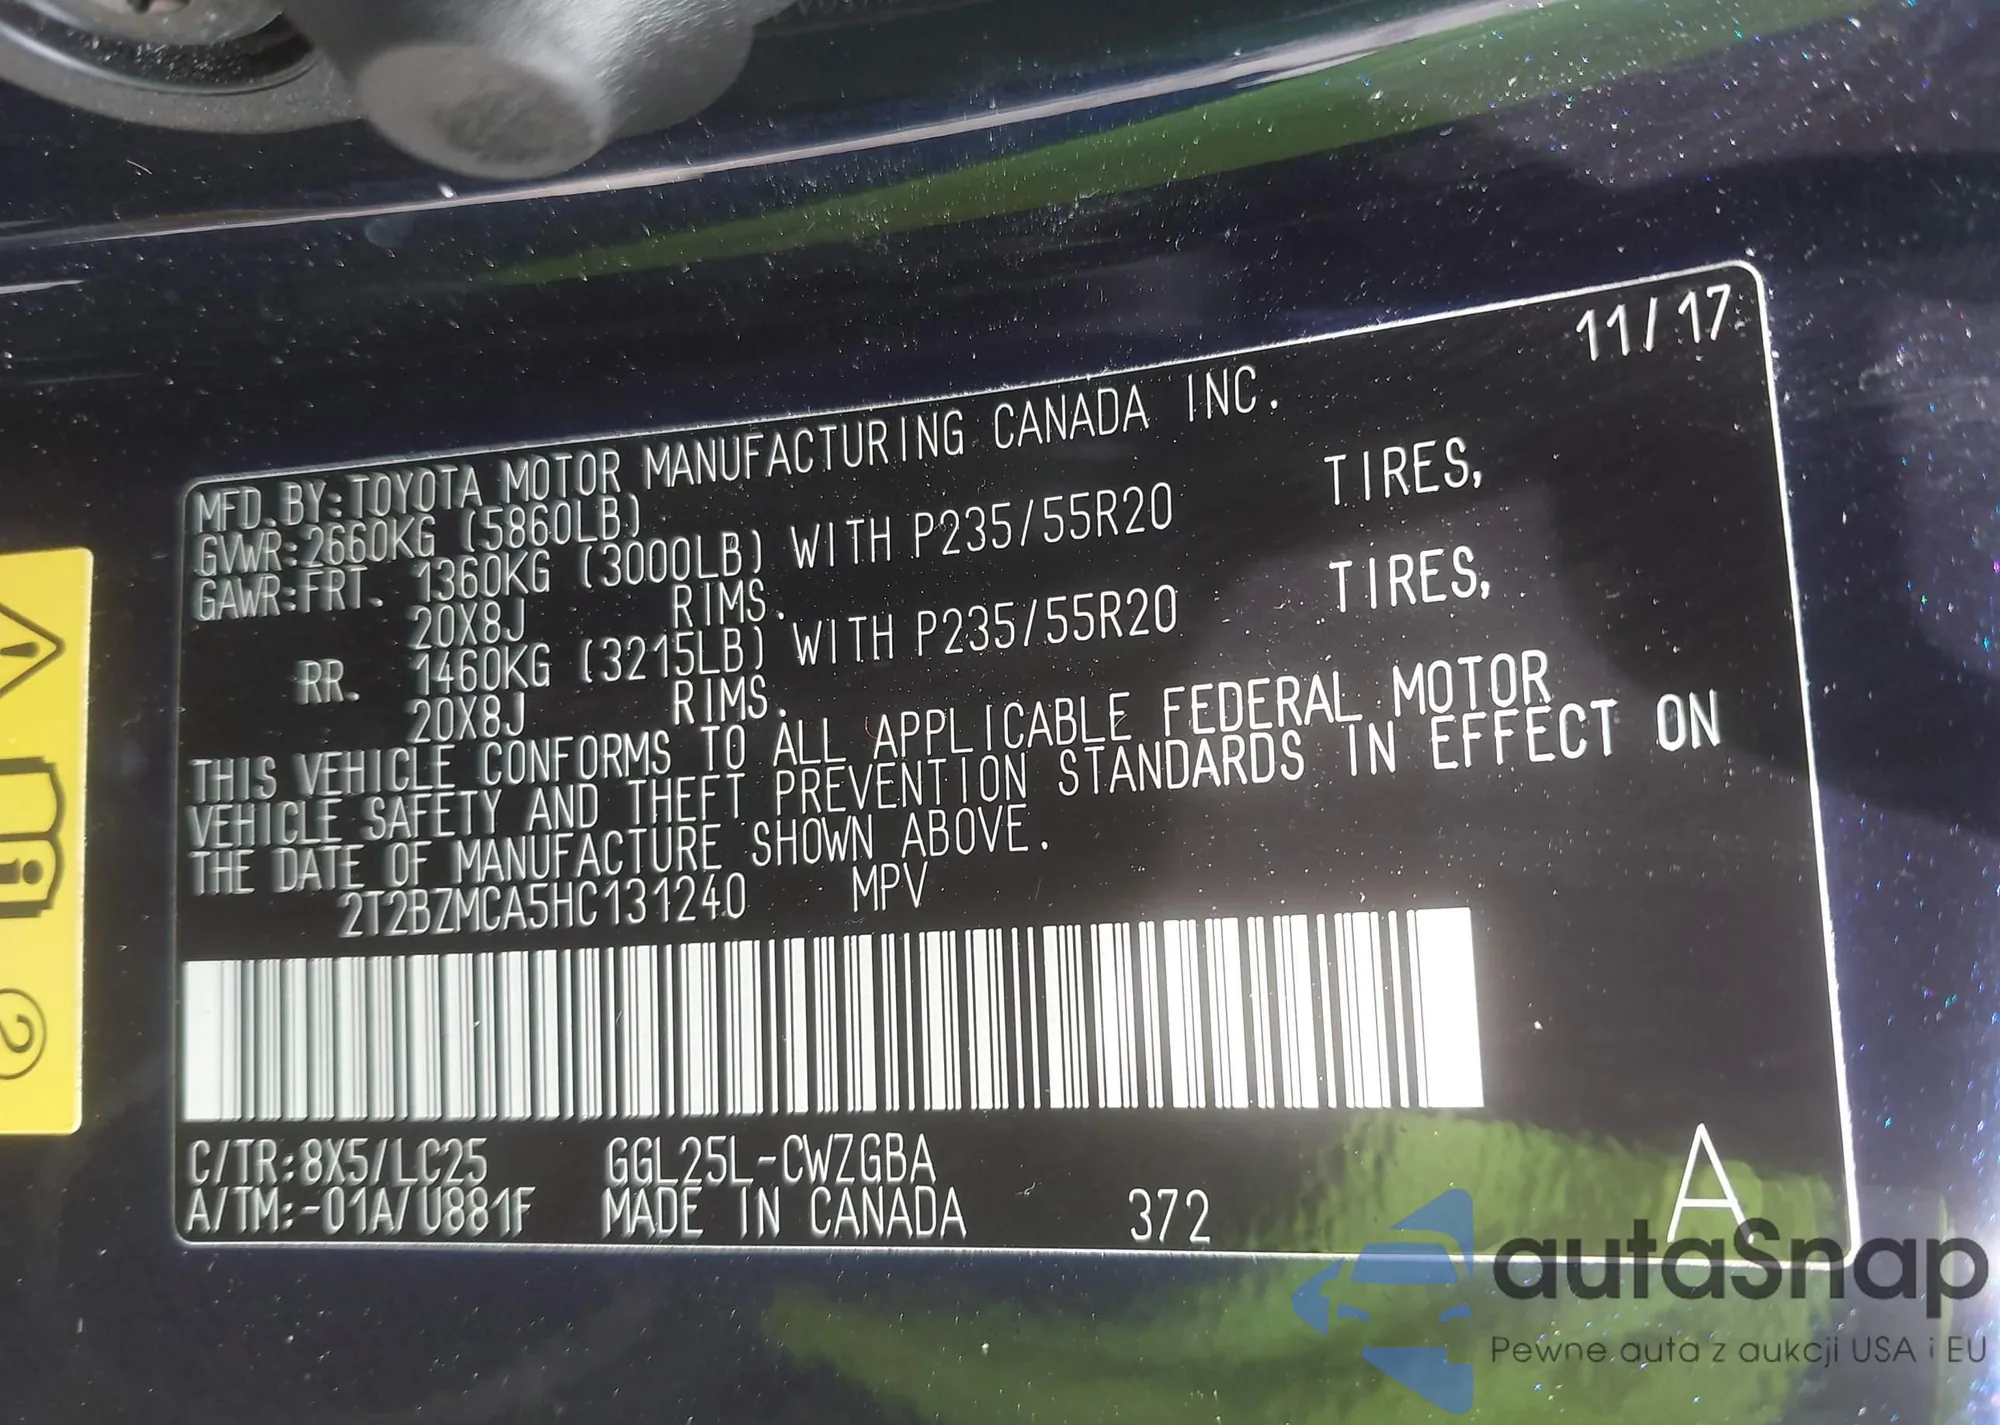 11/17
MFD. BY:TOYOTA MOTOR MANUFACTURING CANADA INC.
GVWR:2660KG (5860LB)
GAWR:FRT. 1360KG (3000LB) WITH P235/55R20 TIRES,
20X8J RIMS.
RR. 1460KG (3215LB) WITH P235/55R20 TIRES,
20X8J RIMS.
THIS VEHICLE CONFORMS TO ALL APPLICABLE FEDERAL MOTOR
VEHICLE SAFETY AND THEFT PREVENTION STANDARDS IN EFFECT ON
THE DATE OF MANUFACTURE SHOWN ABOVE.
2T2BZMCA5HC131240 MPV
C/TR:8X5/LC25 GGL25L-CWZGBA
A/TM:-01A/U881F MADE IN CANADA 372 A
2
autaSnap
Pewne auta z aukcji USA i EU